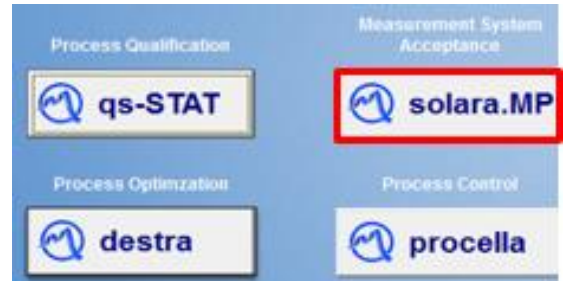 Process Qualification
Measurement System
Acceptance
qs-STAT
solara.MP
Process Optimzation
Process Control
destra
procella